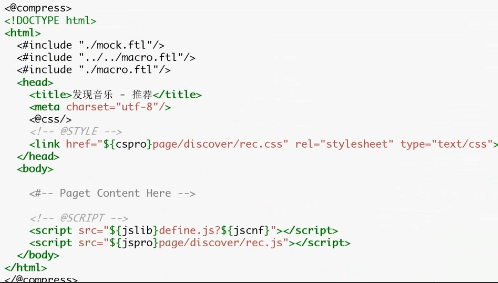 <@compress>
<!DOCTYPE html>
<html>
<#include "./mock.ftl"/>
<#include "../../macro.ftl"/>
<#include "./macro.ftl"/>
<head>
<title>发现音乐 - 推荐</title>
<meta charset="utf-8"/>
<@css/>
<!-- @STYLE -->
<link href="${cspro}page/discover/rec.css" rel="stylesheet" type="text/css">
</head>
<body>
<#-- Paget Content Here -->
<!-- @SCRIPT -->
<script src="${jslib}define.js?${jscnf}"></script>
<script src="${jspro}page/discover/rec.js"></script>
</body>
</html>
</@compress>